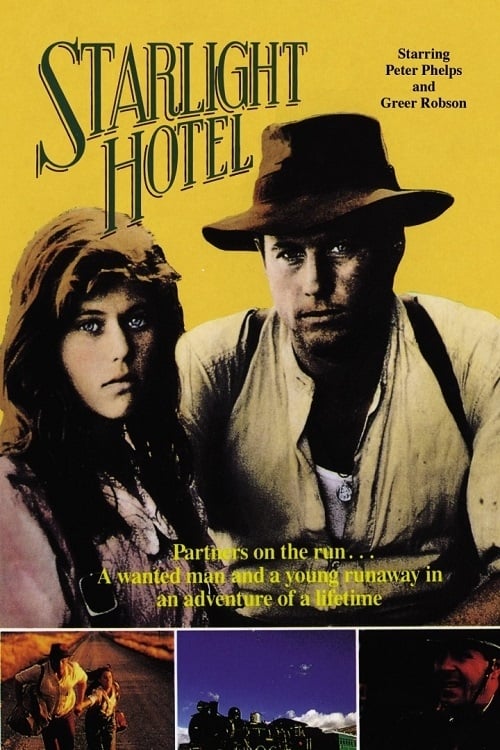 STARLIGHT
HOTEL
Starring
Peter Phelps
and
Greer Robson
Partners on the run...
A wanted man and a young runaway in
an adventure of a lifetime